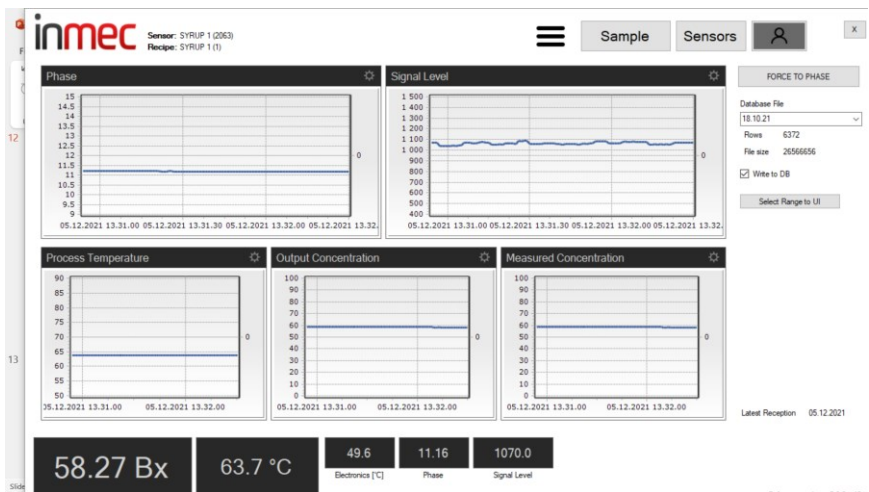 inmec
Sensor: SYRUP 1 (2063)
Recipe: SYRUP 1 (1)
Sample
Sensors
X
FORCE TO PHASE
Database File
18.10.21
Rows 6372
File size 26566656
Write to DB
Select Range to UI
Latest Reception 05.12.2021
Phase
15
14.5
14
13.5
13
12.5
12
11.5
11
10.5
10
9.5
9
0
05.12.2021 13.31.00 05.12.2021 13.31.30 05.12.2021 13.32.00 05.12.2021 13.32.
Signal Level
1 500
1 400
1 300
1 200
1 100
1 000
900
800
700
600
500
400
0
05.12.2021 13.31.00 05.12.2021 13.31.30 05.12.2021 13.32.00 05.12.2021 13.32.
Process Temperature
90
85
80
75
70
65
60
55
50
0
05.12.2021 13.31.00 05.12.2021 13.32.00
Output Concentration
100
90
80
70
60
50
40
30
20
10
0
0
05.12.2021 13.31.00 05.12.2021 13.32.00
Measured Concentration
100
90
80
70
60
50
40
30
20
10
0
0
05.12.2021 13.31.00 05.12.2021 13.32.00
58.27 Bx
63.7 °C
49.6
Electronics [°C]
11.16
Phase
1070.0
Signal Level
12
13
Slide